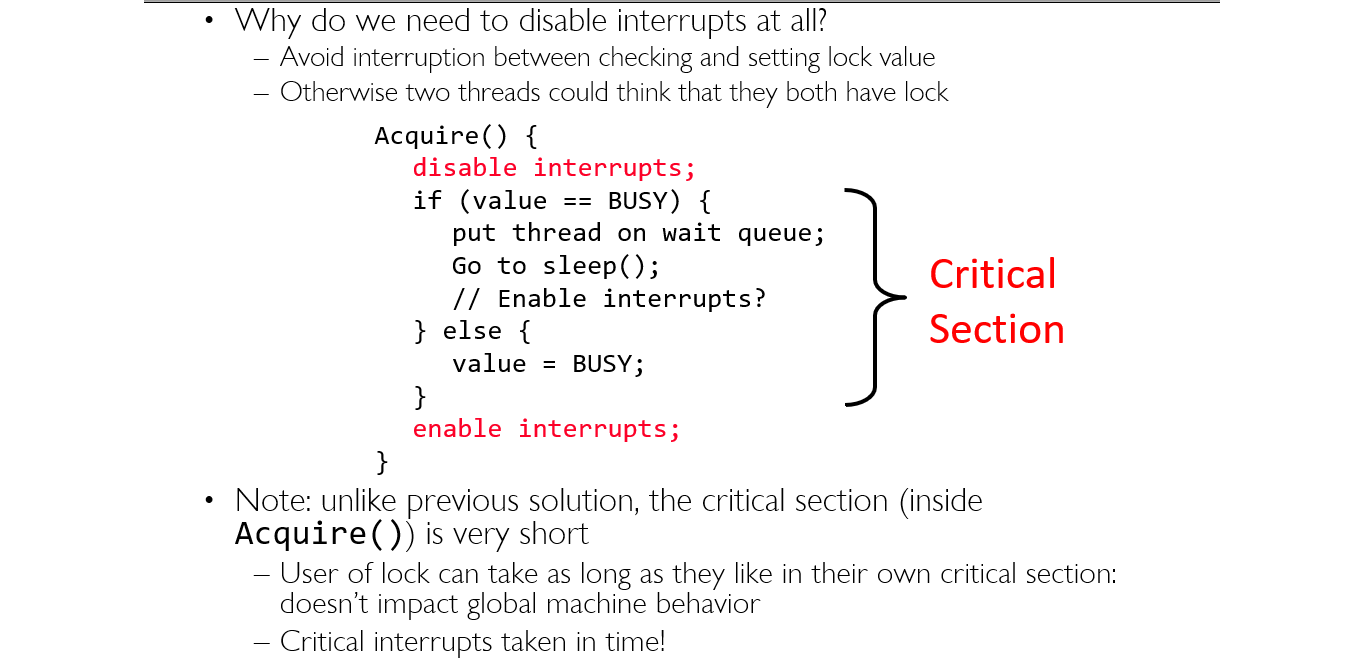 • Why do we need to disable interrupts at all?
– Avoid interruption between checking and setting lock value
– Otherwise two threads could think that they both have lock
Acquire() {
disable interrupts;
if (value == BUSY) {
put thread on wait queue;
Go to sleep();
// Enable interrupts?
} else {
value = BUSY;
}
enable interrupts;
}
Critical
Section
• Note: unlike previous solution, the critical section (inside
Acquire()) is very short
– User of lock can take as long as they like in their own critical section:
doesn’t impact global machine behavior
– Critical interrupts taken in time!